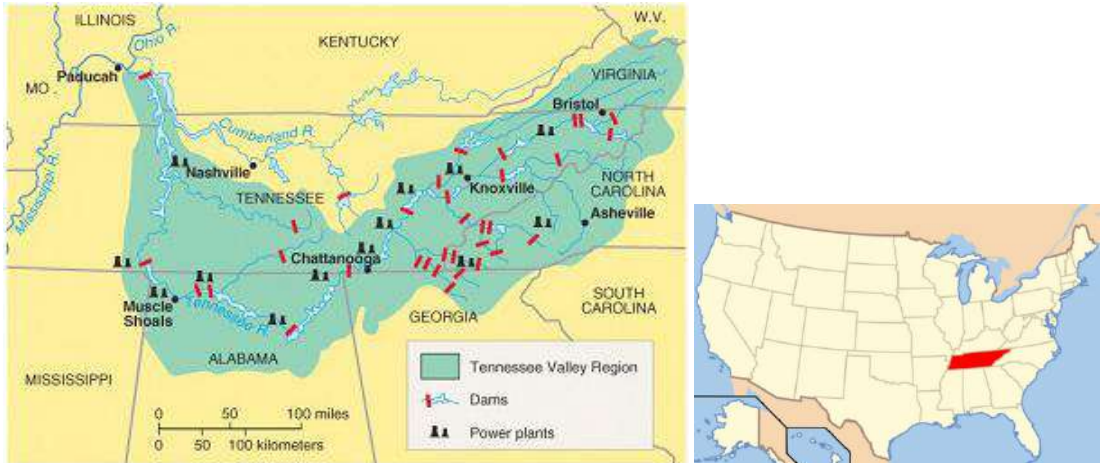 ILLINOIS
Ohio R.
W.V.
KENTUCKY
Paducah
MO.
VIRGINIA
Bristol
Cumberland R.
Mississippi R.
Nashville
Knoxville
NORTH
CAROLINA
TENNESSEE
Asheville
Chattanooga
Muscle
Shoals
Tennessee R.
SOUTH
CAROLINA
GEORGIA
ALABAMA
MISSISSIPPI
Tennessee Valley Region
Dams
Power plants
0 50 100 miles
0 50 100 kilometers